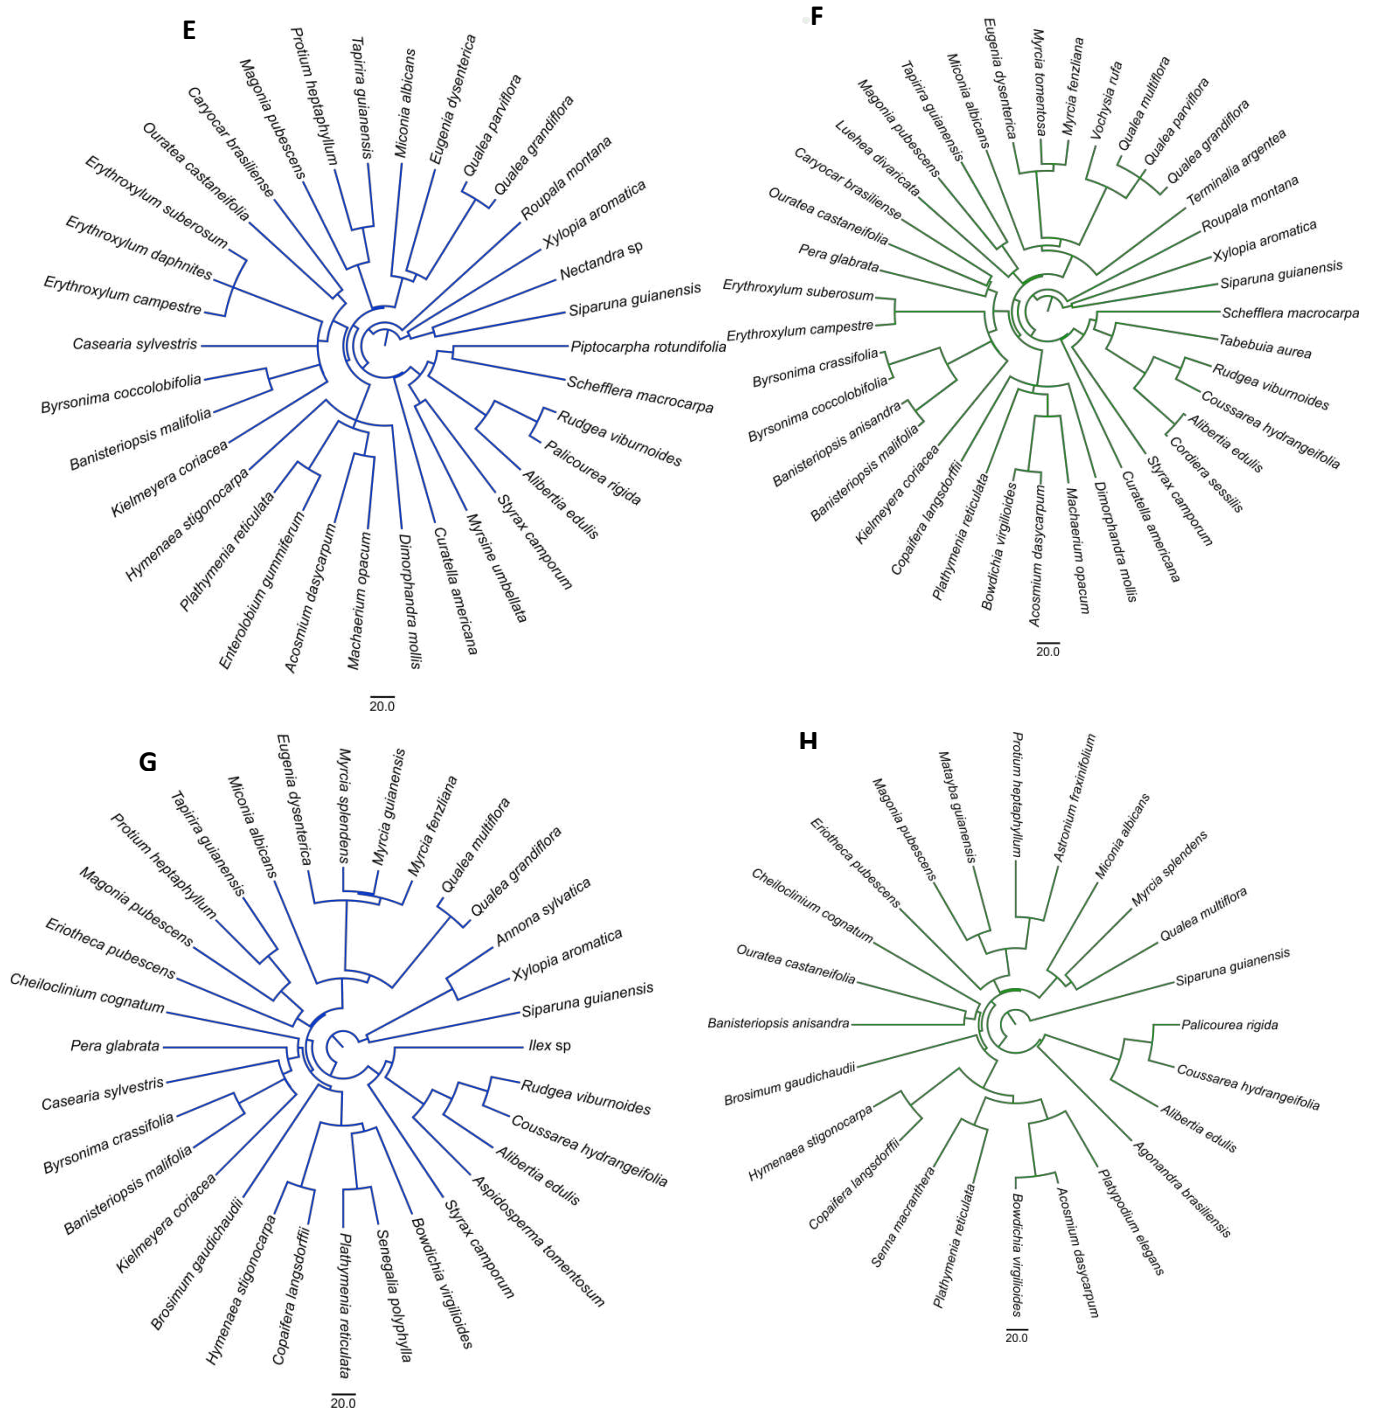 E
Protium heptaphyllum
Tapirira guianensis
Miconia albicans
Eugenia dysenterica
Qualea parviflora
Qualea grandiflora
Roupala montana
Xylopia aromatica
Nectandra sp
Siparuna guianensis
Piptocarpha rotundifolia
Schefflera macrocarpa
Rudgea viburnoides
Palicourea rigida
Alibertia edulis
Styrax camporum
Myrsine umbellata
Curatella americana
Dimorphandra mollis
Machaerium opacum
Acosmium dasycarpum
Enterolobium gummiferum
Plathymenia reticulata
Hymenaea stigonocarpa
Kielmeyera coriacea
Banisteriopsis malifolia
Byrsonima coccolobifolia
Casearia sylvestris
Erythroxylum campestre
Erythroxylum daphnites
Erythroxylum suberosum
Ouratea castaneifolia
Caryocar brasiliense
Magonia pubescens
20.0
F
Eugenia dysenterica
Myrcia tomentosa
Myrcia fenzliana
Vochysia rufa
Qualea multiflora
Qualea parviflora
Qualea grandiflora
Terminalia argentea
Roupala montana
Xylopia aromatica
Siparuna guianensis
Schefflera macrocarpa
Tabebuia aurea
Rudgea viburnoides
Coussarea hydrangeifolia
Alibertia edulis
Cordiera sessilis
Styrax camporum
Curatella americana
Dimorphandra mollis
Machaerium opacum
Acosmium dasycarpum
Bowdichia virgilioides
Plathymenia reticulata
Copaifera langsdorffii
Kielmeyera coriacea
Banisteriopsis malifolia
Banisteriopsis anisandra
Byrsonima coccolobifolia
Byrsonima crassifolia
Erythroxylum campestre
Erythroxylum suberosum
Pera glabrata
Ouratea castaneifolia
Caryocar brasiliense
Luehea divaricata
Magonia pubescens
Tapirira guianensis
Miconia albicans
20.0
G
Eugenia dysenterica
Myrcia splendens
Myrcia guianensis
Myrcia fenzliana
Qualea multiflora
Qualea grandiflora
Annona sylvatica
Xylopia aromatica
Siparuna guianensis
Ilex sp
Rudgea viburnoides
Coussarea hydrangeifolia
Alibertia edulis
Aspidosperma tomentosum
Styrax camporum
Bowdichia virgilioides
Senegalia polyphylla
Plathymenia reticulata
Copaifera langsdorffii
Hymenaea stigonocarpa
Brosimum gaudichaudii
Kielmeyera coriacea
Banisteriopsis malifolia
Byrsonima crassifolia
Casearia sylvestris
Pera glabrata
Cheiloclinium cognatum
Eriotheca pubescens
Magonia pubescens
Protium heptaphyllum
Tapirira guianensis
Miconia albicans
20.0
H
Protium heptaphyllum
Astronium fraxinifolium
Miconia albicans
Myrcia splendens
Qualea multiflora
Siparuna guianensis
Palicourea rigida
Coussarea hydrangeifolia
Alibertia edulis
Agonandra brasiliensis
Platypodium elegans
Acosmium dasycarpum
Bowdichia virgilioides
Plathymenia reticulata
Senna macranthera
Copaifera langsdorffii
Hymenaea stigonocarpa
Brosimum gaudichaudii
Banisteriopsis anisandra
Ouratea castaneifolia
Cheiloclinium cognatum
Eriotheca pubescens
Magonia pubescens
Matayba guianensis
20.0